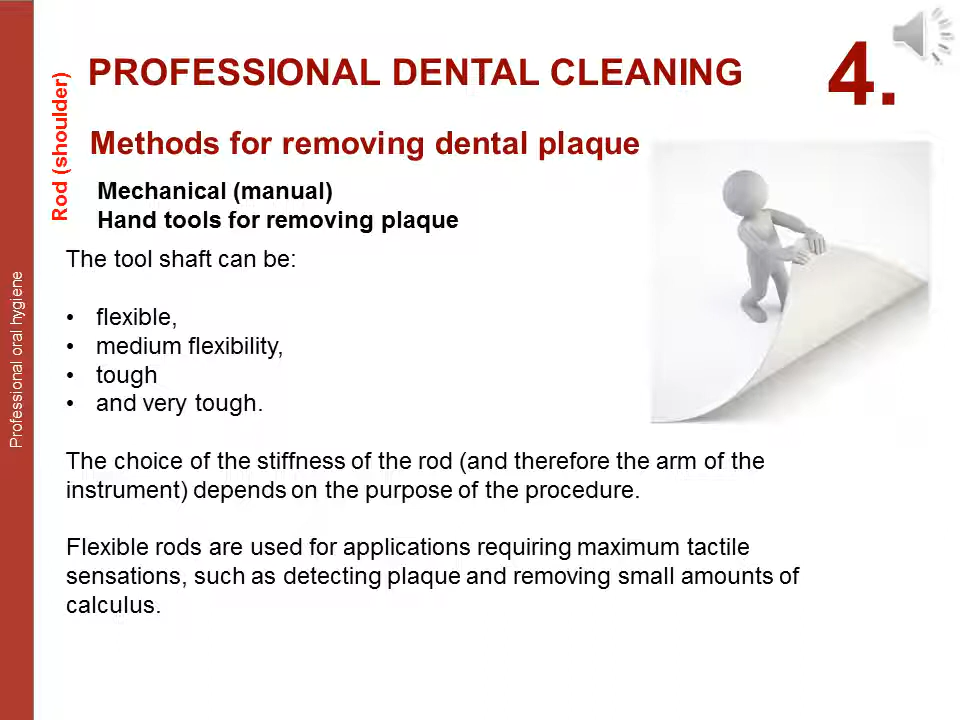 PROFESSIONAL DENTAL CLEANING
4.
Rod (shoulder)
Methods for removing dental plaque
Mechanical (manual)
Hand tools for removing plaque
The tool shaft can be:
• flexible,
• medium flexibility,
• tough
• and very tough.
The choice of the stiffness of the rod (and therefore the arm of the
instrument) depends on the purpose of the procedure.
Flexible rods are used for applications requiring maximum tactile
sensations, such as detecting plaque and removing small amounts of
calculus.
Professional oral hygiene